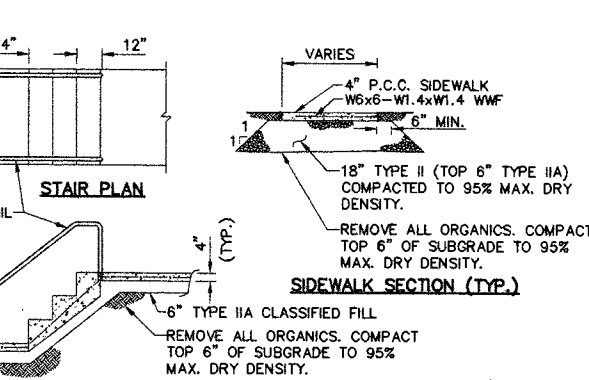 4"
12"
STAIR PLAN
IL
4"
(TYP.)
6" TYPE IIA CLASSIFIED FILL
REMOVE ALL ORGANICS. COMPACT
TOP 6" OF SUBGRADE TO 95%
MAX. DRY DENSITY.
VARIES
4" P.C.C. SIDEWALK
W6x6-W1.4xW1.4 WWF
6" MIN.
1
1
18" TYPE II (TOP 6" TYPE IIA)
COMPACTED TO 95% MAX. DRY
DENSITY.
REMOVE ALL ORGANICS. COMPACT
TOP 6" OF SUBGRADE TO 95%
MAX. DRY DENSITY.
SIDEWALK SECTION (TYP.)